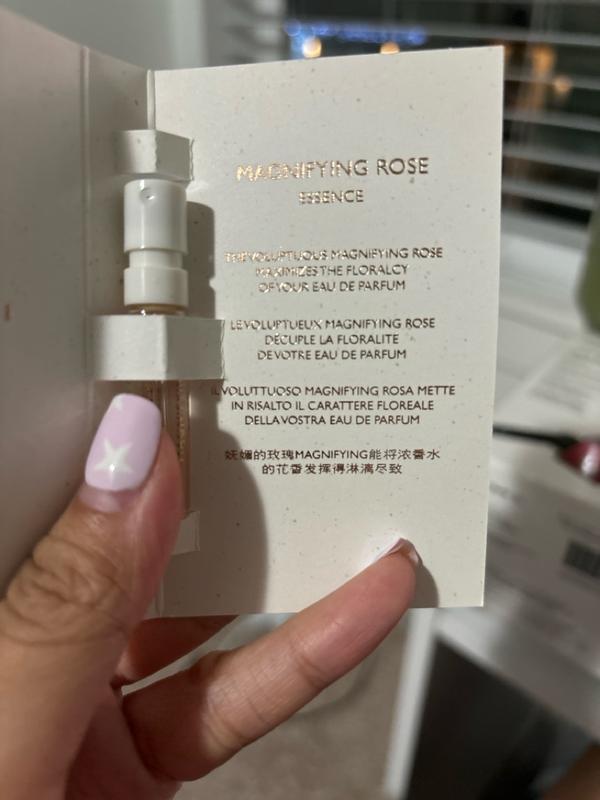 MAGNIFYING ROSE
ESSENCE
THE VOLUPTUOUS MAGNIFYING ROSE
MAXIMIZES THE FLORALCY
OF YOUR EAU DE PARFUM
LE VOLUPTUEUX MAGNIFYING ROSE
DÉCUPLE LA FLORALITÉ
DE VOTRE EAU DE PARFUM
IL VOLUTTUOSO MAGNIFYING ROSA METTE
IN RISALTO IL CARATTERE FLOREALE
DELLA VOSTRA EAU DE PARFUM
妩媚的玫瑰MAGNIFYING能将浓香水
的花香发挥得淋漓尽致